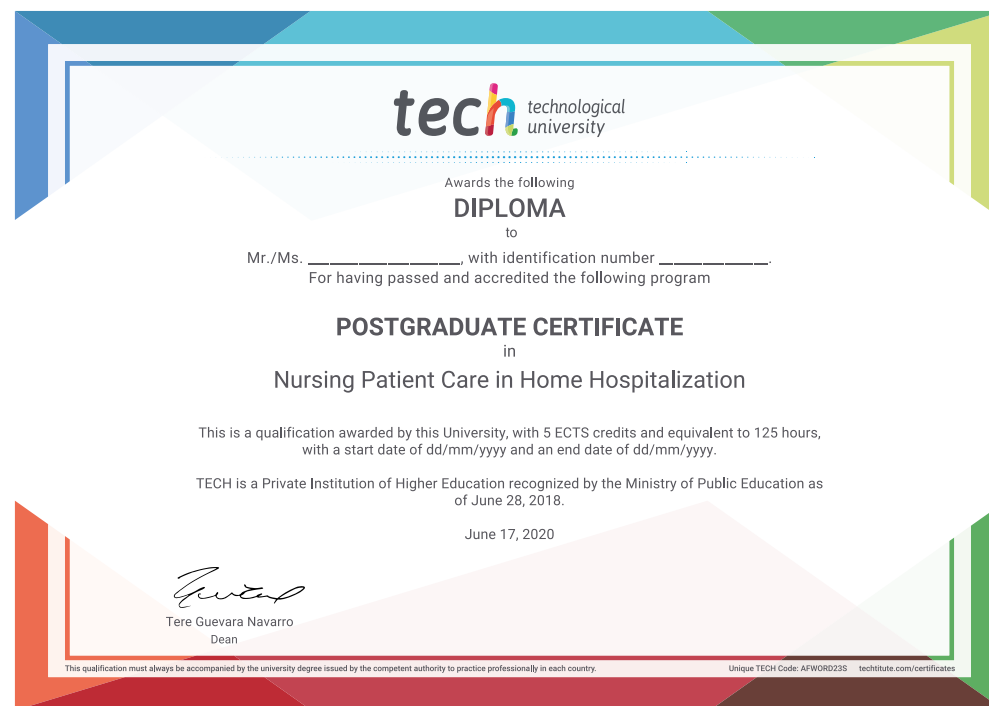 tech technological
university
Awards the following
DIPLOMA
to
Mr./Ms. ____________________, with identification number ______________.
For having passed and accredited the following program
POSTGRADUATE CERTIFICATE
in
Nursing Patient Care in Home Hospitalization
This is a qualification awarded by this University, with 5 ECTS credits and equivalent to 125 hours,
with a start date of dd/mm/yyyy and an end date of dd/mm/yyyy.
TECH is a Private Institution of Higher Education recognized by the Ministry of Public Education as
of June 28, 2018.
June 17, 2020
Tere Guevara Navarro
Dean
This qualification must always be accompanied by the university degree issued by the competent authority to practice professionally in each country.
Unique TECH Code: AFWORD23S techtitute.com/certificates